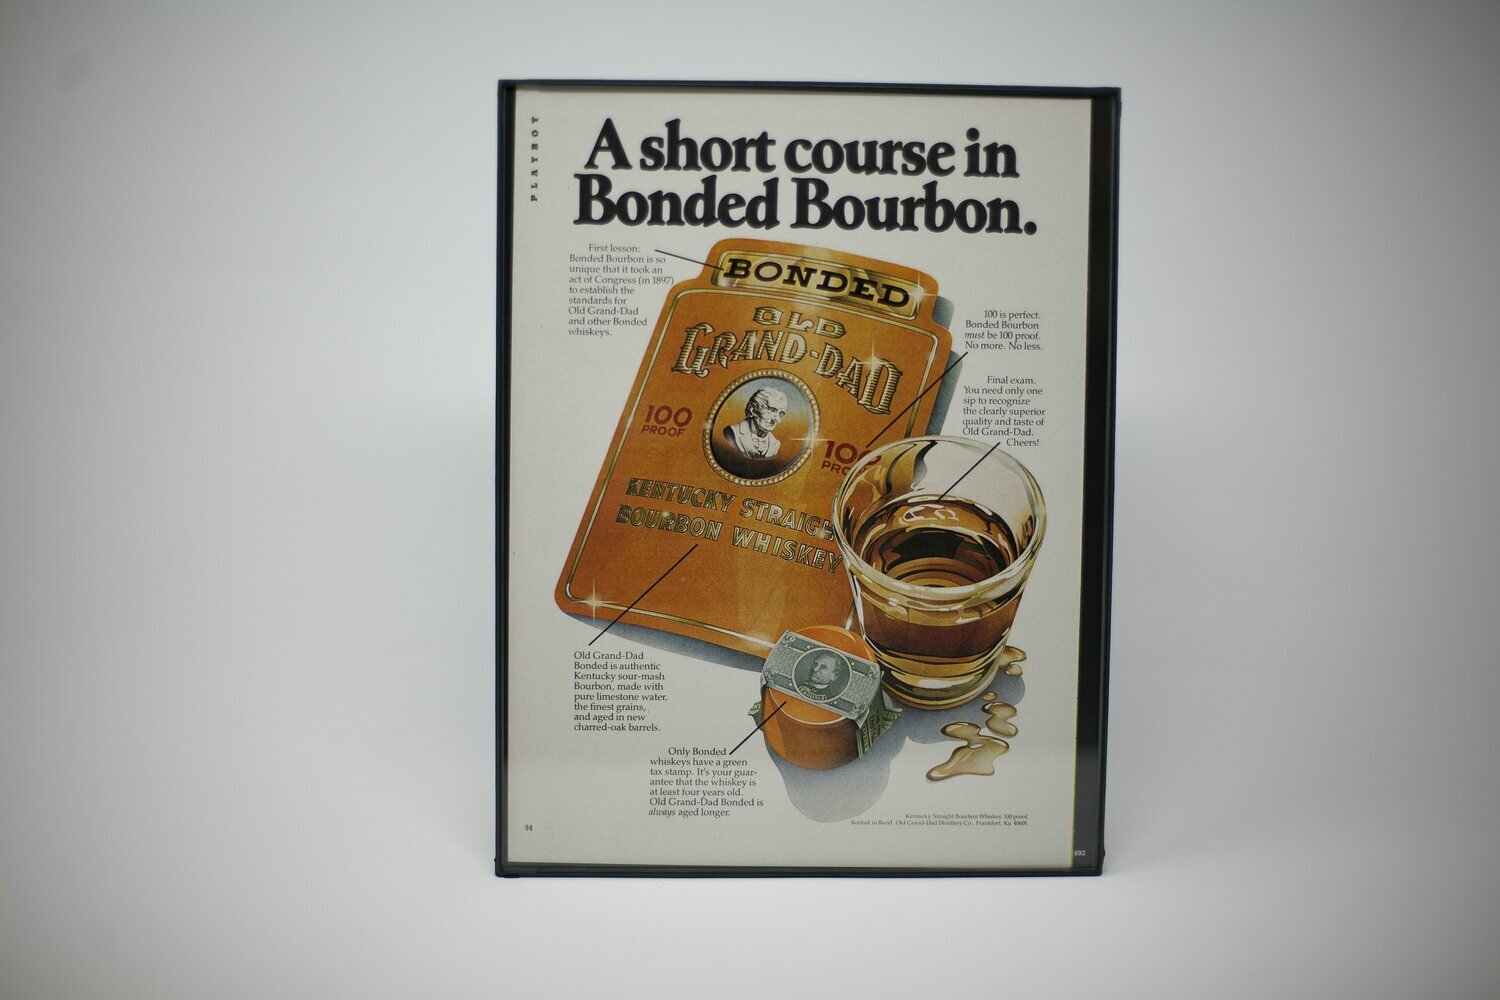 PLAYBOY
A short course in
Bonded Bourbon.
First lesson:
Bonded Bourbon is so
unique that it took an
act of Congress (in 1897)
to establish the
standards for
Old Grand-Dad
and other Bonded
whiskeys.
BONDED
OLD
GRAND-DAD
100
PROOF
100
KENTUCKY STRAIGH
BOURBON WHISKEY
100 is perfect.
Bonded Bourbon
must be 100 proof.
No more. No less.
Final exam.
You need only one
sip to recognize
the clearly superior
quality and taste of
Old Grand-Dad.
Cheers!
Old Grand-Dad
Bonded is authentic
Kentucky sour-mash
Bourbon, made with
pure limestone water,
the finest grains,
and aged in new
charred-oak barrels.
Only Bonded
whiskeys have a green
tax stamp. It's your guar-
antee that the whiskey is
at least four years old.
Old Grand-Dad Bonded is
always aged longer.
Kentucky Straight Bourbon Whiskey. 100 proof.
Bottled in Bond. Old Grand-Dad Distillery Co., Frankfort, Ky. 40601.
94
692